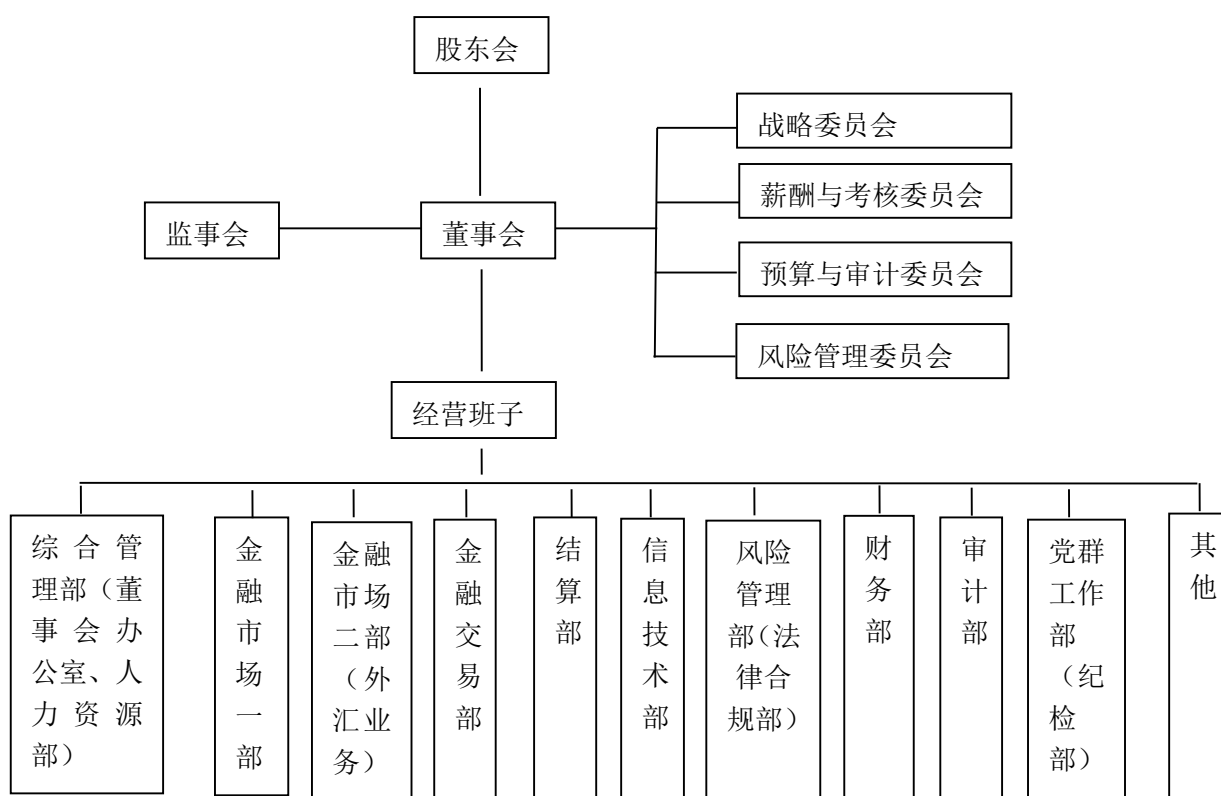 股东会
战略委员会
薪酬与考核委员会
监事会
董事会
预算与审计委员会
风险管理委员会
经营班子
综合管
理部（董
事会办
公室、人
力资源
部）
金
融
市
场
一
部
金融
市场
二部
（外
汇业
务）
金
融
交
易
部
结
算
部
信
息
技
术
部
风险
管理
部（法
律合
规部）
财
务
部
审
计
部
党群
工作
部
（纪
检
部）
其
他